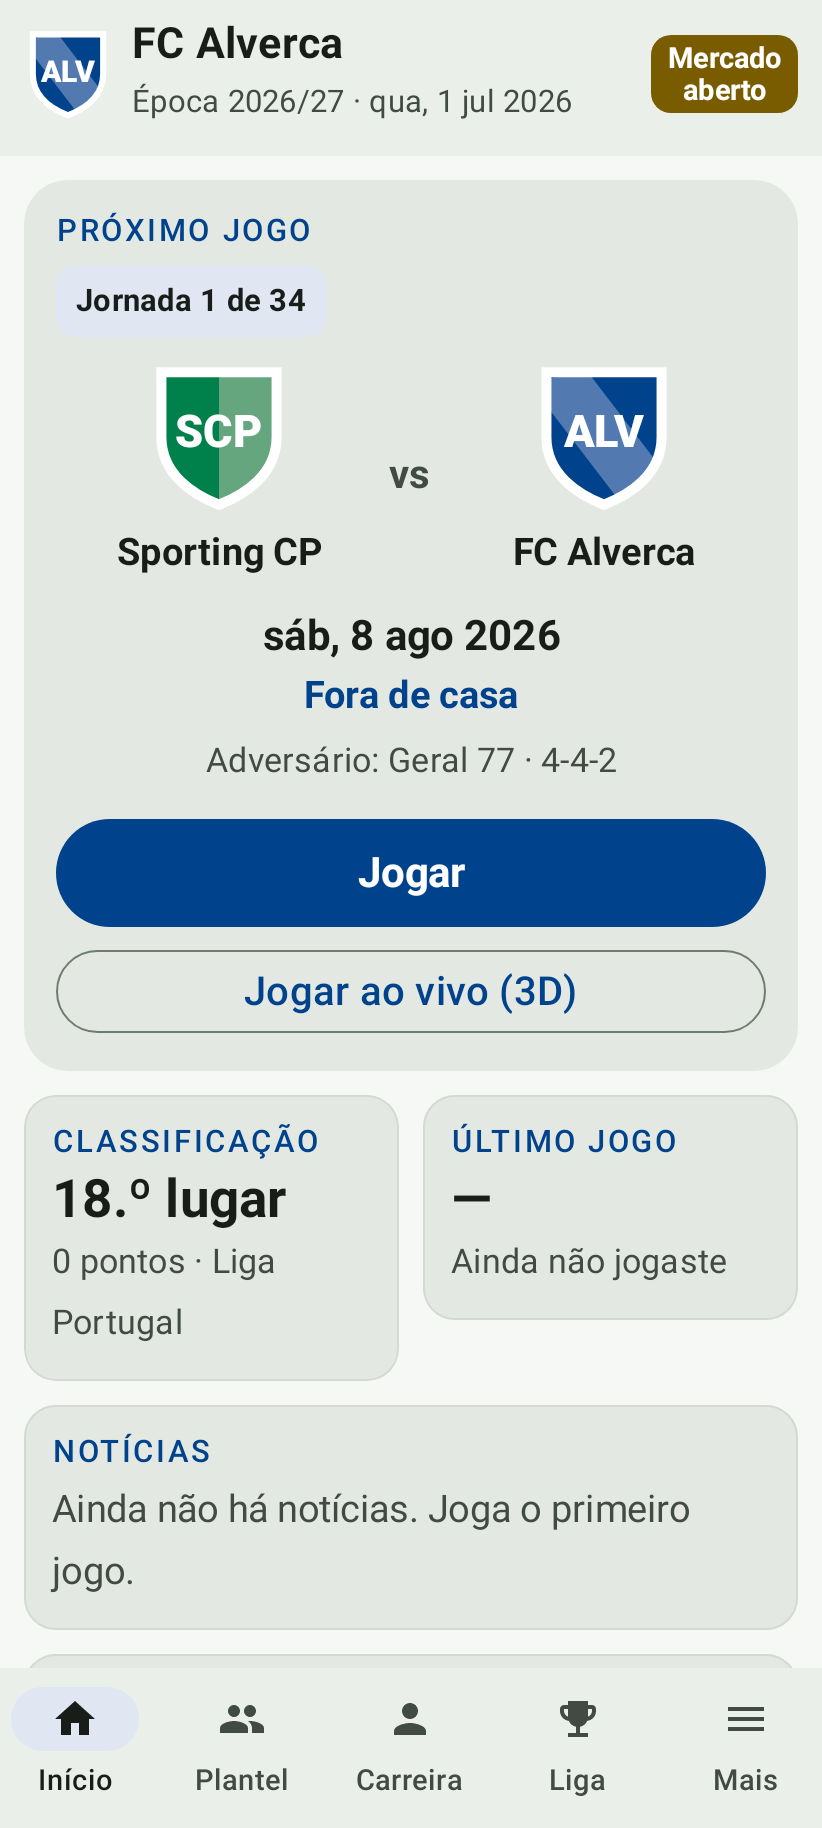 ALV
FC Alverca
Época 2026/27 · qua, 1 jul 2026
Mercado
aberto
PRÓXIMO JOGO
Jornada 1 de 34
SCP
vs
ALV
Sporting CP
FC Alverca
sáb, 8 ago 2026
Fora de casa
Adversário: Geral 77 · 4-4-2
Jogar
Jogar ao vivo (3D)
CLASSIFICAÇÃO
18.º lugar
0 pontos · Liga
Portugal
ÚLTIMO JOGO
—
Ainda não jogaste
NOTÍCIAS
Ainda não há notícias. Joga o primeiro
jogo.
Início
Plantel
Carreira
Liga
Mais